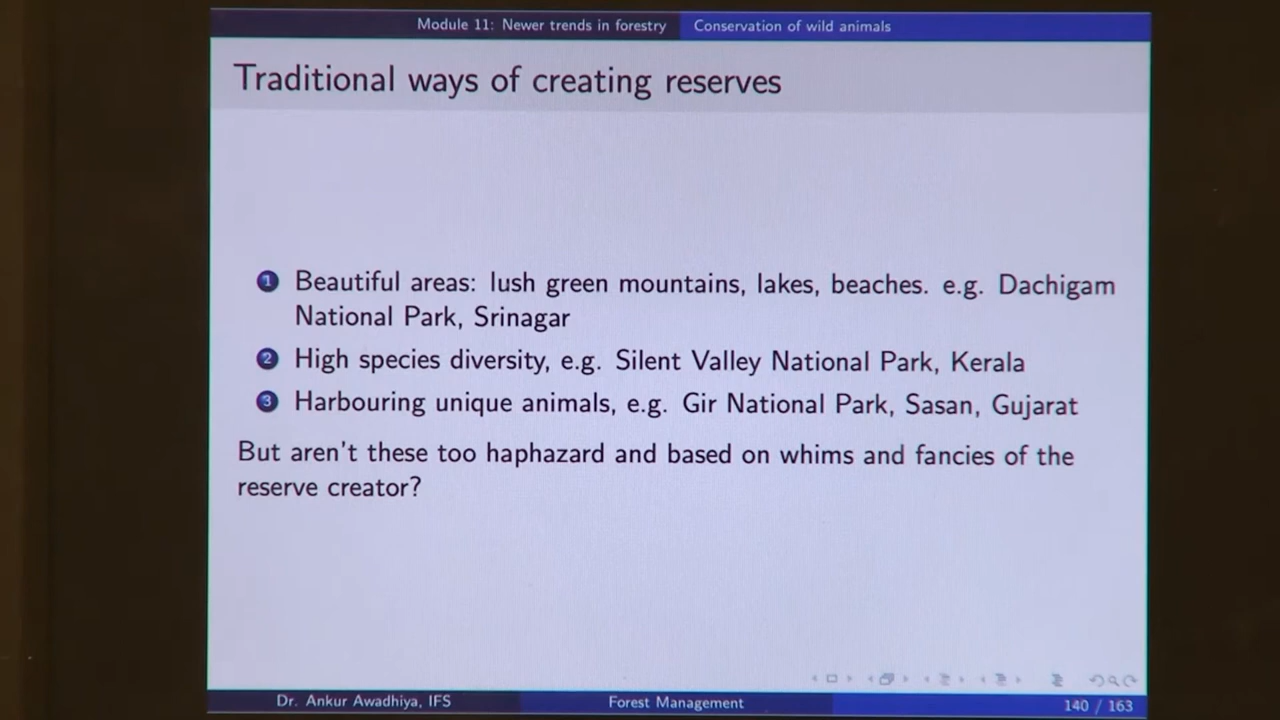 Module 11: Newer trends in forestry Conservation of wild animals
Traditional ways of creating reserves
1 Beautiful areas: lush green mountains, lakes, beaches. e.g. Dachigam
National Park, Srinagar
2 High species diversity, e.g. Silent Valley National Park, Kerala
3 Harbouring unique animals, e.g. Gir National Park, Sasan, Gujarat
But aren't these too haphazard and based on whims and fancies of the
reserve creator?
Dr. Ankur Awadhiya, IFS Forest Management 140 / 163